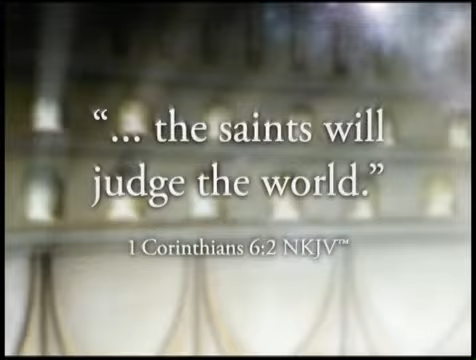 “... the saints will
judge the world.”
1 Corinthians 6:2 NKJV™